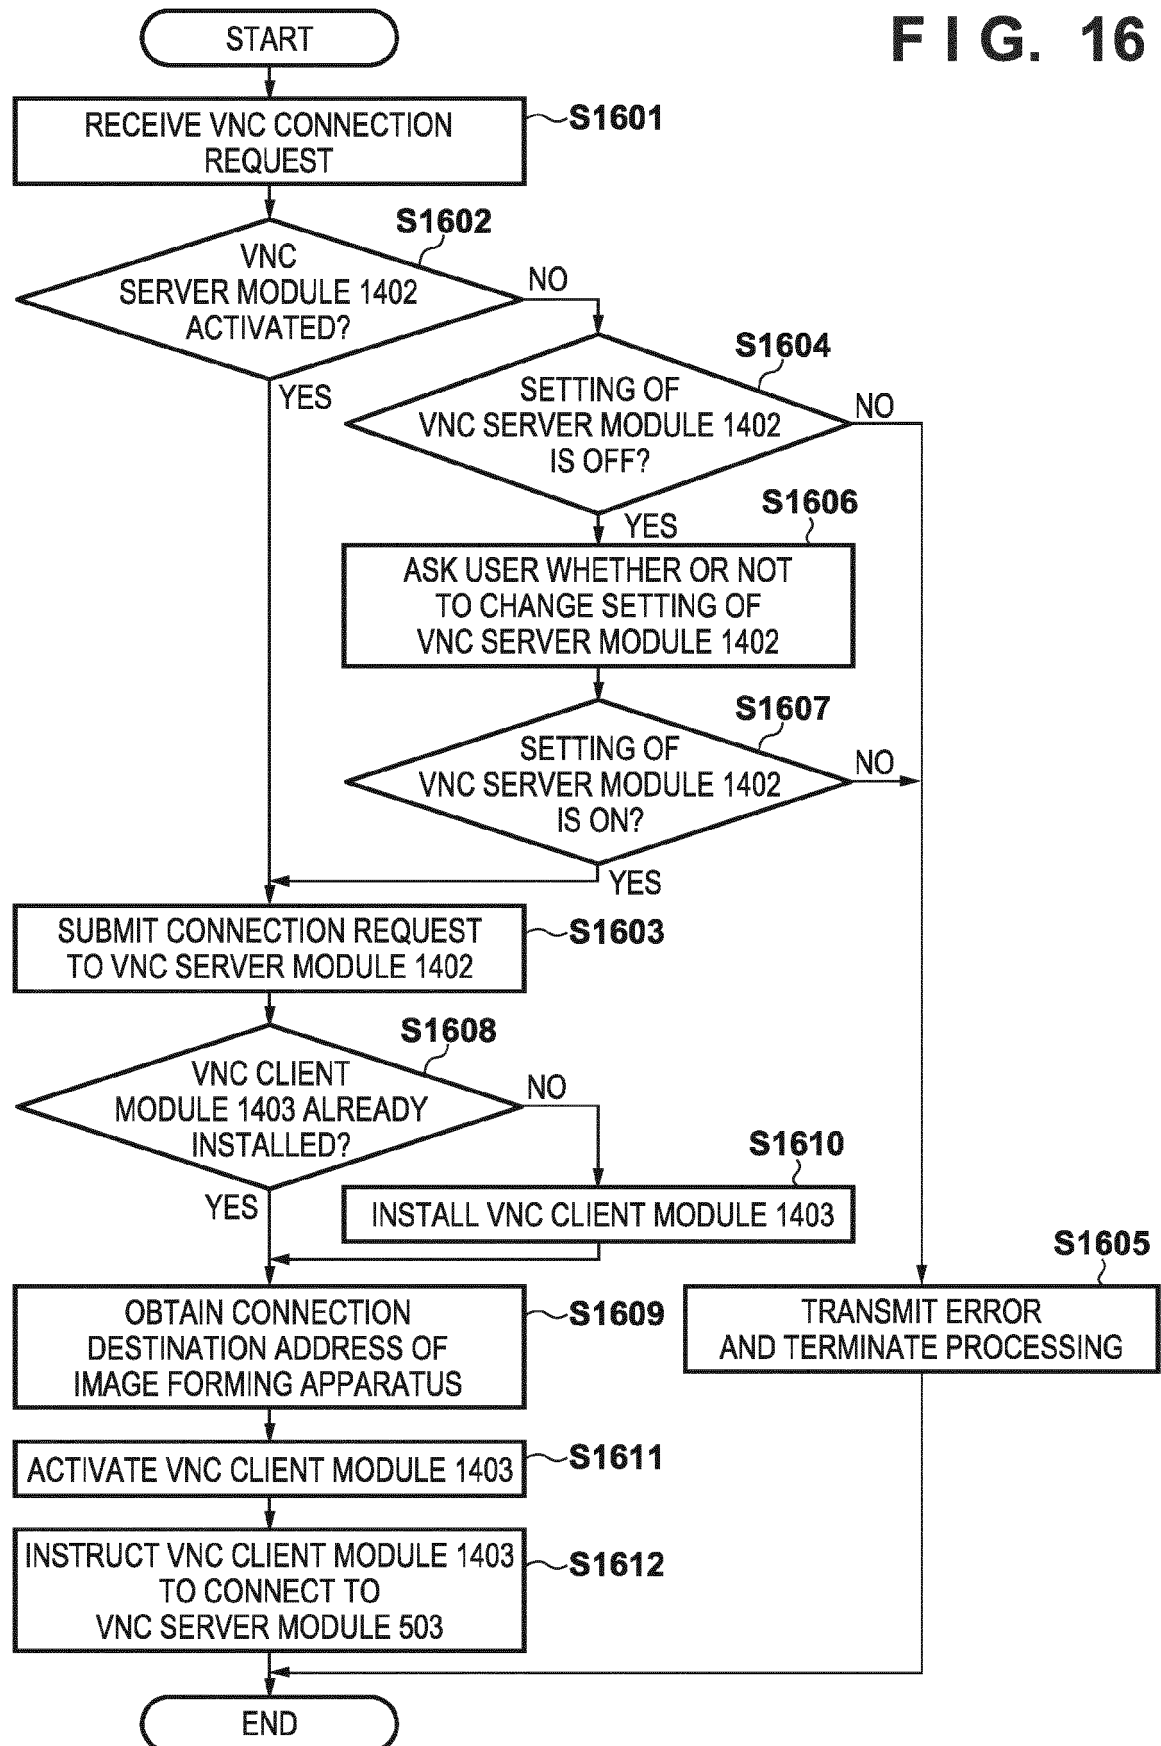 FIG. 16
START
RECEIVE VNC CONNECTION
REQUEST
S1601
S1602
VNC
SERVER MODULE 1402
ACTIVATED?
NO
YES
S1604
SETTING OF
VNC SERVER MODULE 1402
IS OFF?
NO
YES
S1606
ASK USER WHETHER OR NOT
TO CHANGE SETTING OF
VNC SERVER MODULE 1402
S1607
SETTING OF
VNC SERVER MODULE 1402
IS ON?
NO
YES
SUBMIT CONNECTION REQUEST
TO VNC SERVER MODULE 1402
S1603
S1608
VNC CLIENT
MODULE 1403 ALREADY
INSTALLED?
NO
YES
S1610
INSTALL VNC CLIENT MODULE 1403
S1605
TRANSMIT ERROR
AND TERMINATE PROCESSING
OBTAIN CONNECTION
DESTINATION ADDRESS OF
IMAGE FORMING APPARATUS
S1609
ACTIVATE VNC CLIENT MODULE 1403
S1611
INSTRUCT VNC CLIENT MODULE 1403
TO CONNECT TO
VNC SERVER MODULE 503
S1612
END